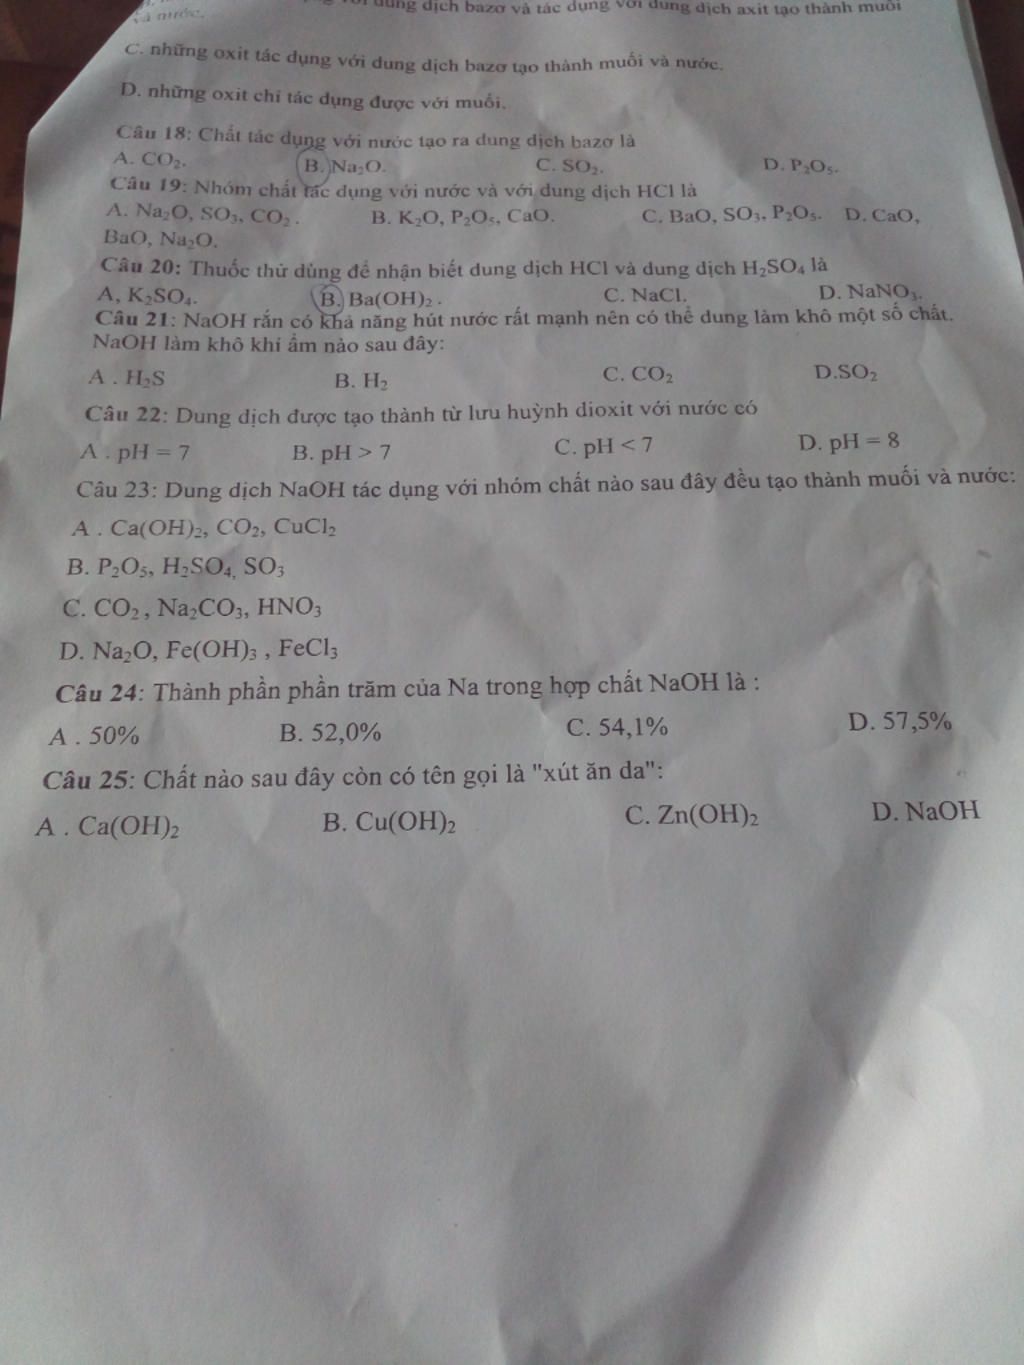 dung dịch bazơ và tác dụng với dung dịch axit tạo thành muối
và nước.
C. những oxit tác dụng với dung dịch bazơ tạo thành muối và nước.
D. những oxit chỉ tác dụng được với muối.
Câu 18: Chất tác dụng với nước tạo ra dung dịch bazơ là
A. CO₂. B. Na₂O. C. SO₂. D. P₂O₅.
Câu 19: Nhóm chất tác dụng với nước và với dung dịch HCl là
A. Na₂O, SO₃, CO₂ . B. K₂O, P₂O₅, CaO. C. BaO, SO₃, P₂O₅. D. CaO,
BaO, Na₂O.
Câu 20: Thuốc thử dùng để nhận biết dung dịch HCl và dung dịch H₂SO₄ là
A, K₂SO₄. B. Ba(OH)₂ . C. NaCl. D. NaNO₃.
Câu 21: NaOH rắn có khả năng hút nước rất mạnh nên có thể dung làm khô một số chất.
NaOH làm khô khí ẩm nào sau đây:
A . H₂S B. H₂ C. CO₂ D.SO₂
Câu 22: Dung dịch được tạo thành từ lưu huỳnh dioxit với nước có
A . pH = 7 B. pH > 7 C. pH < 7 D. pH = 8
Câu 23: Dung dịch NaOH tác dụng với nhóm chất nào sau đây đều tạo thành muối và nước:
A . Ca(OH)₂, CO₂, CuCl₂
B. P₂O₅, H₂SO₄, SO₃
C. CO₂ , Na₂CO₃, HNO₃
D. Na₂O, Fe(OH)₃ , FeCl₃
Câu 24: Thành phần phần trăm của Na trong hợp chất NaOH là :
A . 50% B. 52,0% C. 54,1% D. 57,5%
Câu 25: Chất nào sau đây còn có tên gọi là "xút ăn da":
A . Ca(OH)₂ B. Cu(OH)₂ C. Zn(OH)₂ D. NaOH